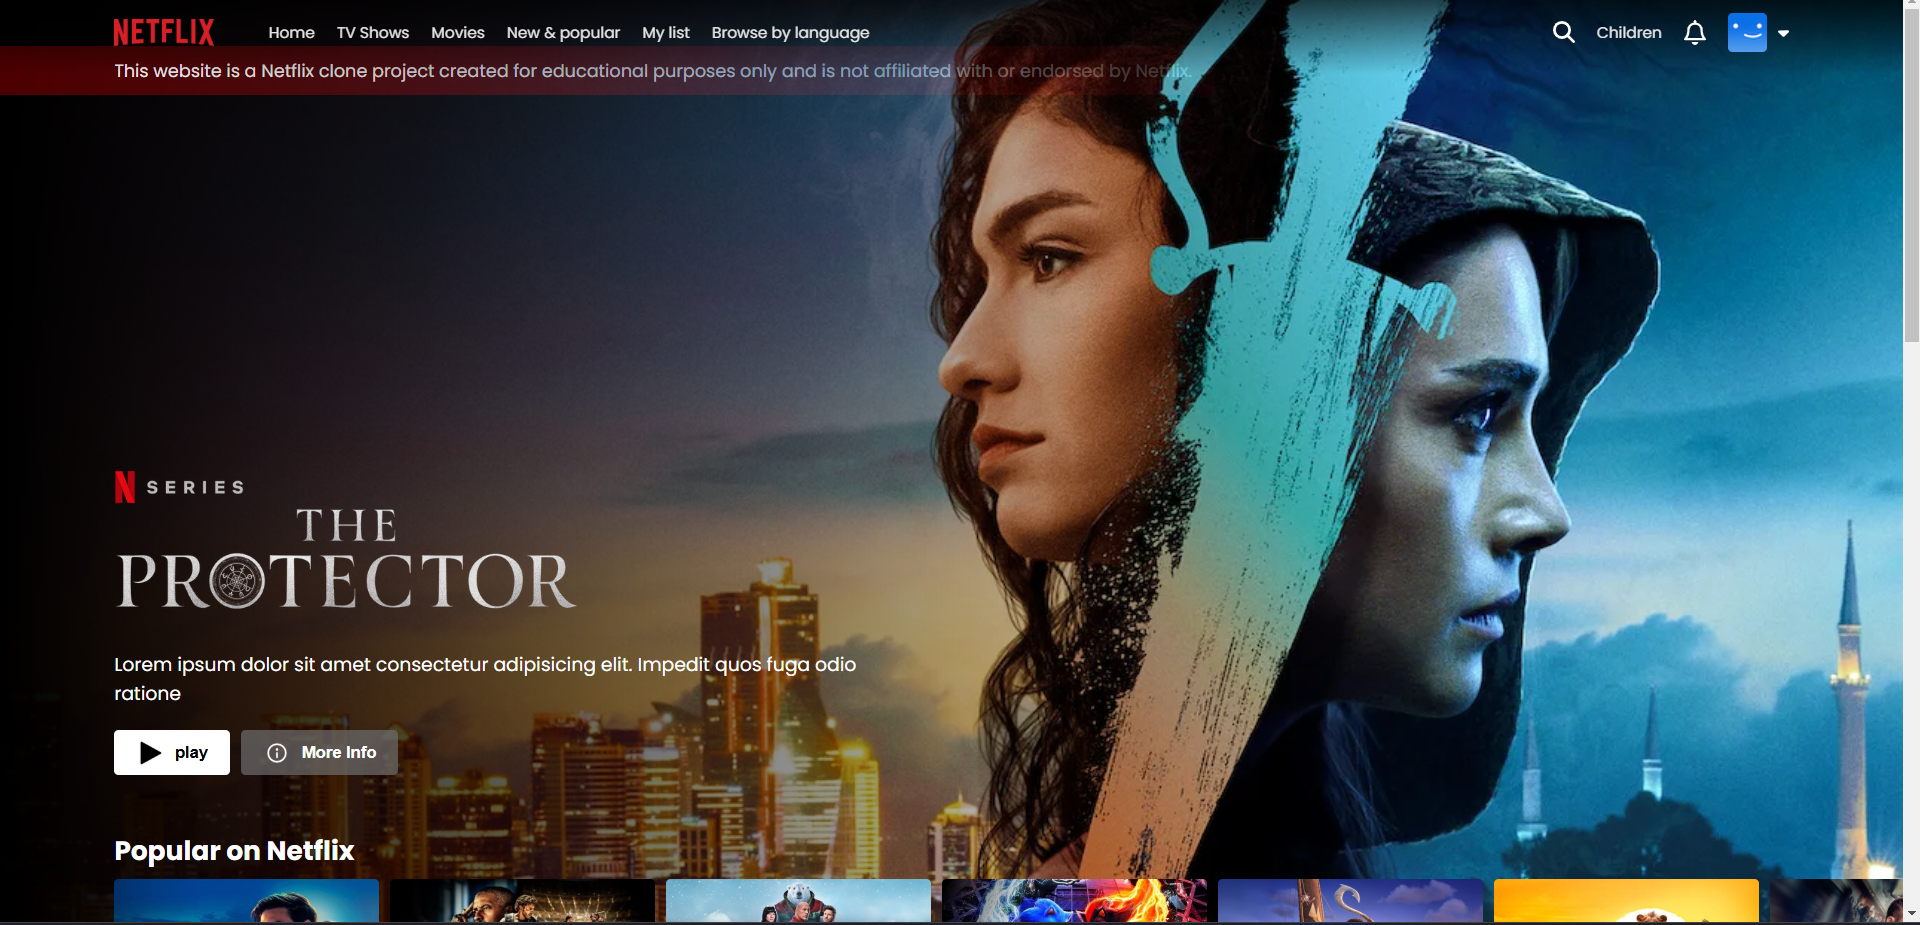 NETFLIX Home TV Shows Movies New & popular My list Browse by language Children
This website is a Netflix clone project created for educational purposes only and is not affiliated with or endorsed by Netflix.
N SERIES
THE
PROTECTOR
Lorem ipsum dolor sit amet consectetur adipisicing elit. Impedit quos fuga odio
ratione
play More Info
Popular on Netflix